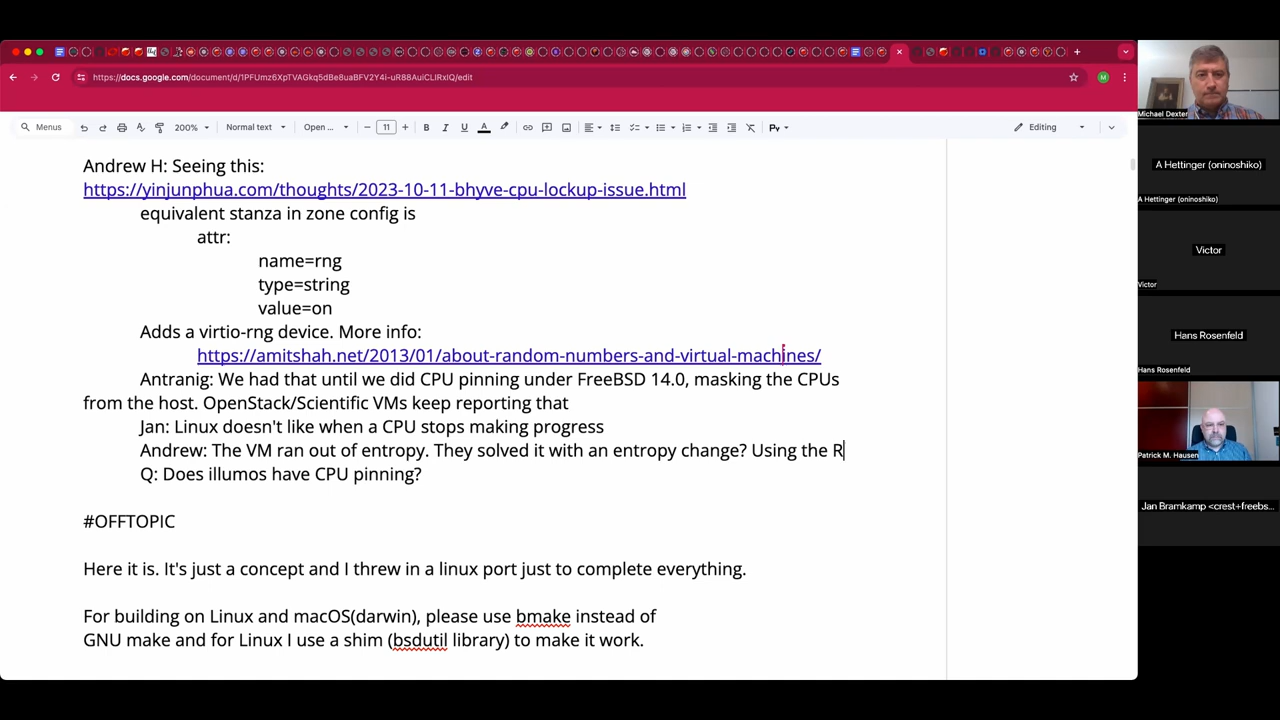 https://docs.google.com/document/d/1PFUmz6XpTVAGkq5dBe8uaBFV2Y4i-uR88AuiCLIRxIQ/edit
M
Menus
200%
Normal text
Open ...
11
B I U A
Editing
Andrew H: Seeing this:
https://yinjunphua.com/thoughts/2023-10-11-bhyve-cpu-lockup-issue.html
equivalent stanza in zone config is
attr:
name=rng
type=string
value=on
Adds a virtio-rng device. More info:
https://amitshah.net/2013/01/about-random-numbers-and-virtual-machines/
Antranig: We had that until we did CPU pinning under FreeBSD 14.0, masking the CPUs
from the host. OpenStack/Scientific VMs keep reporting that
Jan: Linux doesn't like when a CPU stops making progress
Andrew: The VM ran out of entropy. They solved it with an entropy change? Using the R
Q: Does illumos have CPU pinning?
#OFFTOPIC
Here it is. It's just a concept and I threw in a linux port just to complete everything.
For building on Linux and macOS(darwin), please use bmake instead of
GNU make and for Linux I use a shim (bsdutil library) to make it work.
Michael Dexter
A Hettinger (oninoshiko)
A Hettinger (oninoshiko)
Victor
Victor
Hans Rosenfeld
Hans Rosenfeld
Patrick M. Hausen
Jan Bramkamp <crest+freebs...